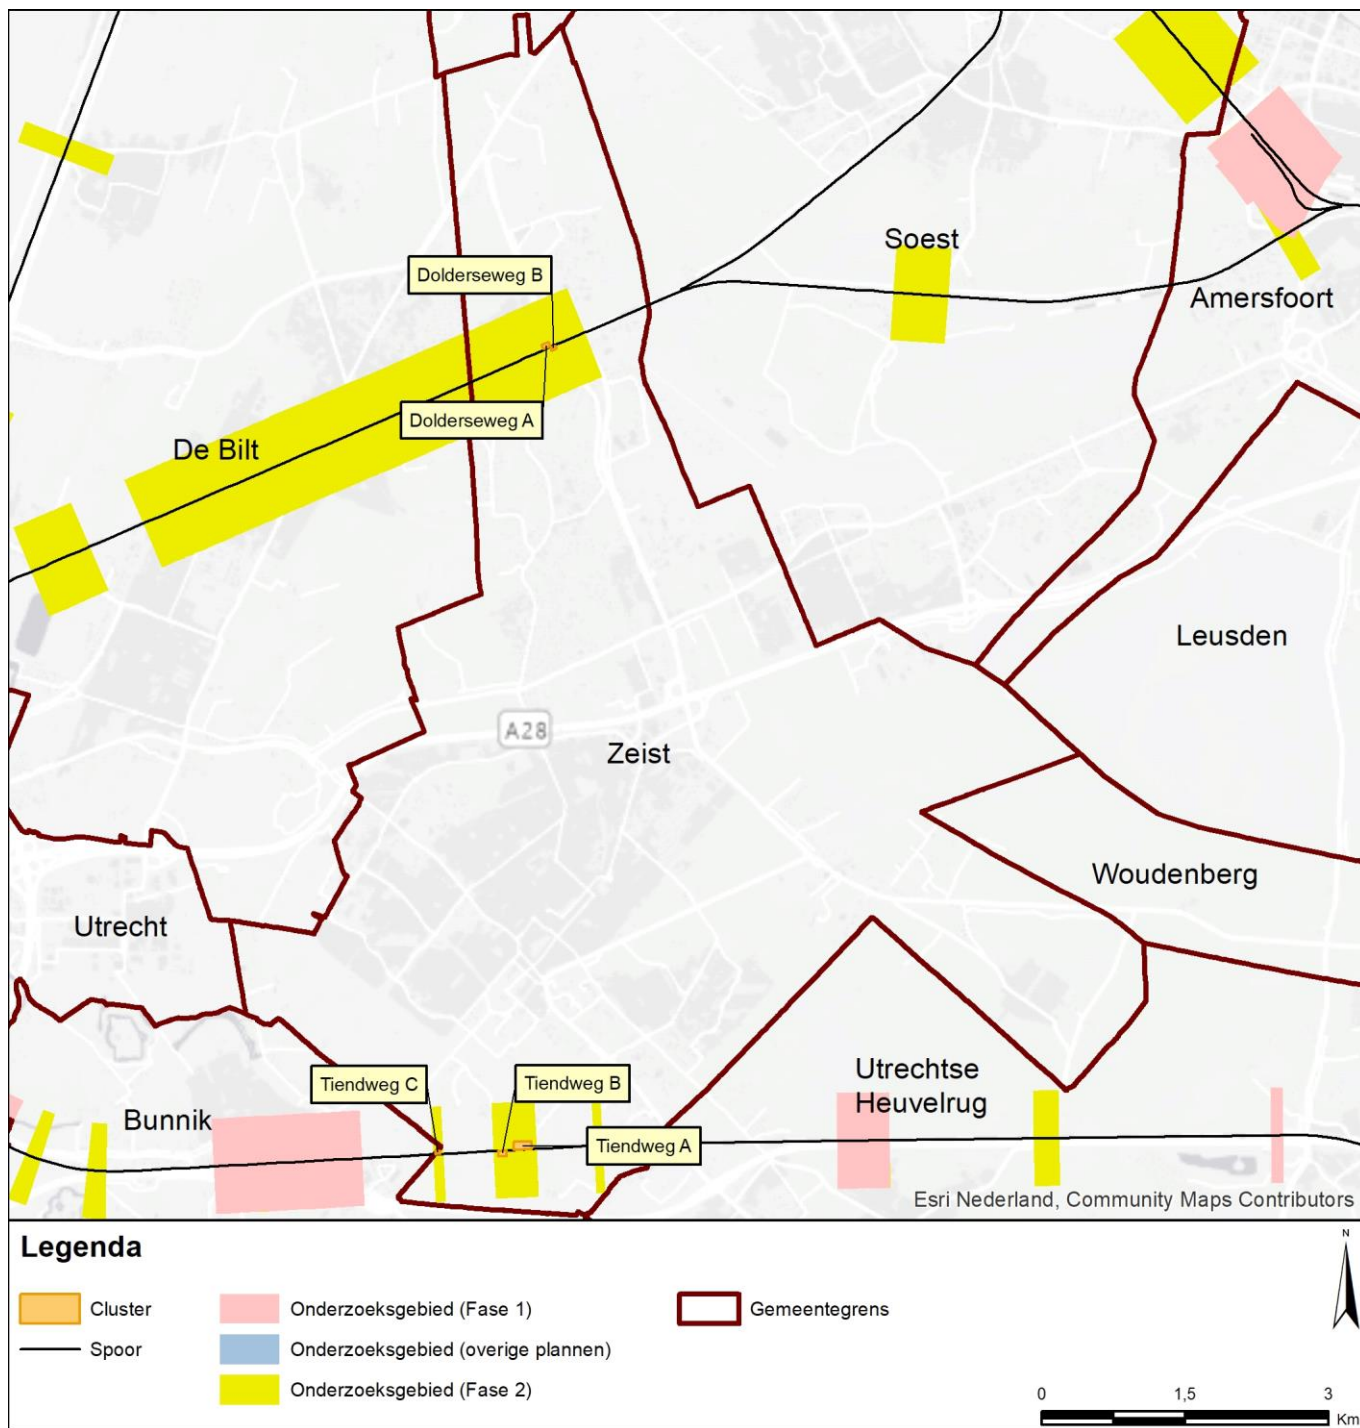 Soest
Dolderseweg B
Amersfoort
Dolderseweg A
De Bilt
Leusden
A28
Zeist
Woudenberg
Utrecht
Utrechtse
Heuvelrug
Tiendweg C
Tiendweg B
Bunnik
Tiendweg A
Esri Nederland, Community Maps Contributors
Legenda
N
Cluster
Onderzoeksgebied (Fase 1)
Gemeentegrens
Spoor
Onderzoeksgebied (overige plannen)
Onderzoeksgebied (Fase 2)
0 1,5 3
Km